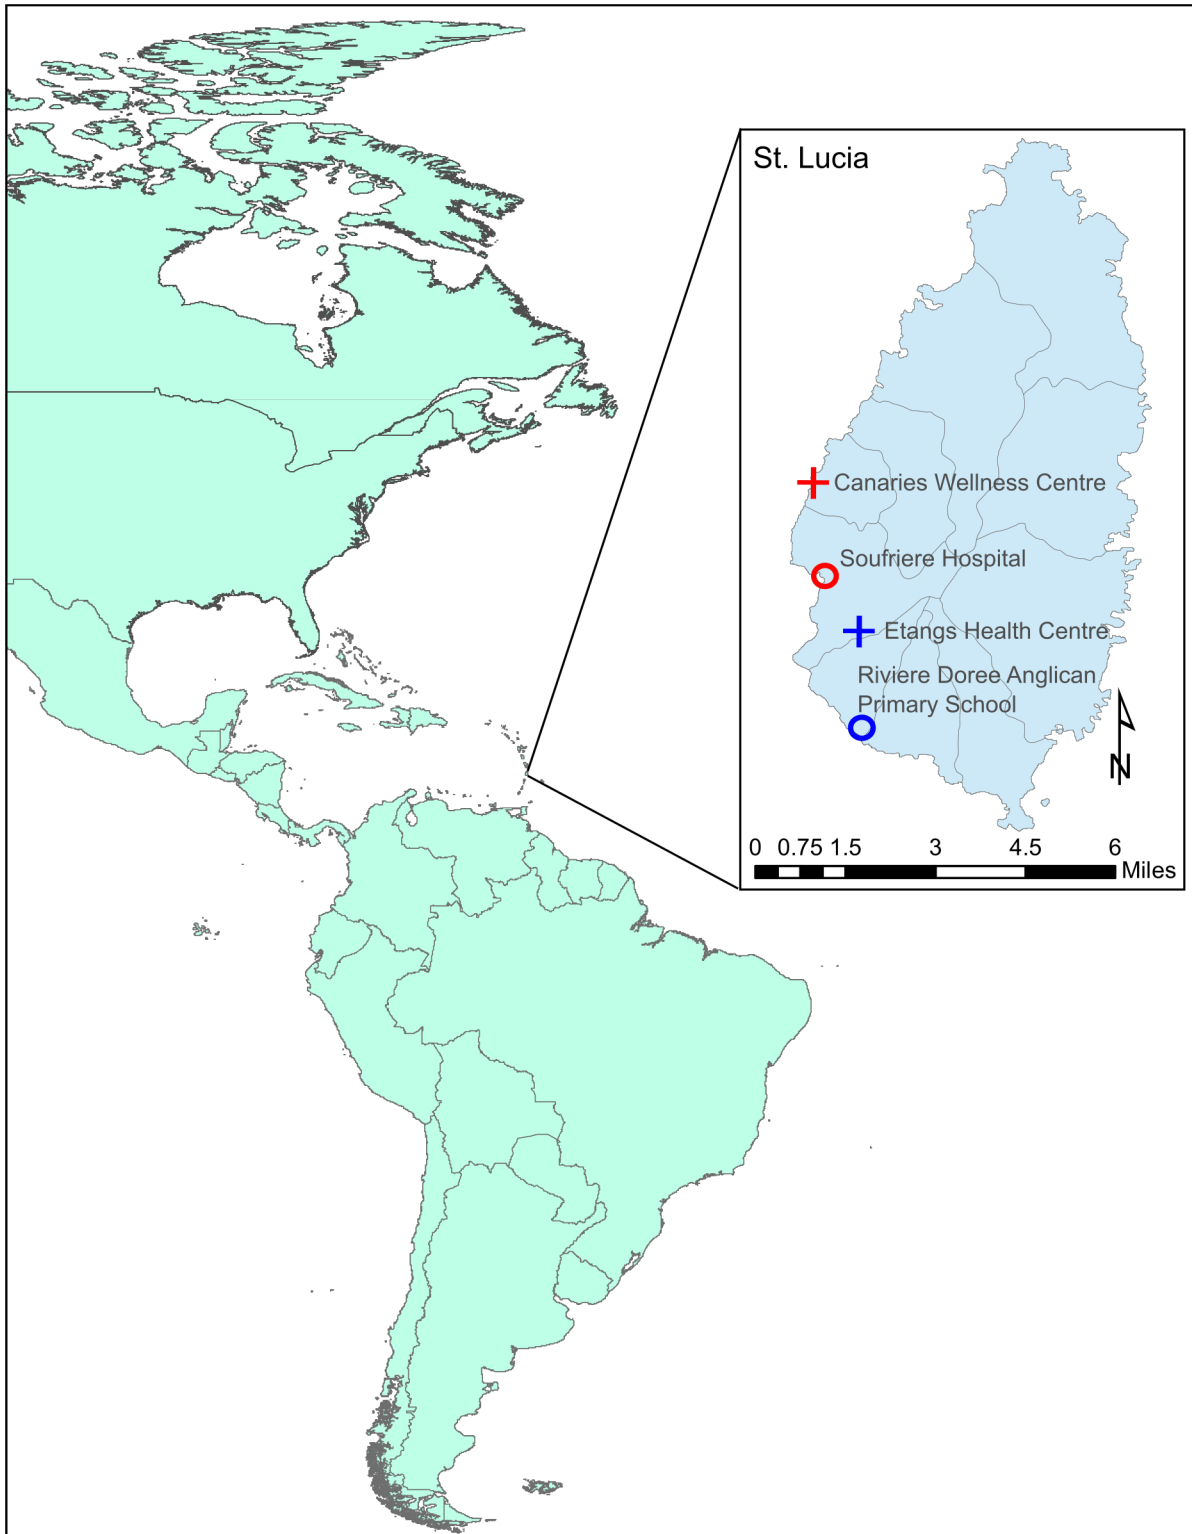 St. Lucia
Canaries Wellness Centre
Soufriere Hospital
Etangs Health Centre
Riviere Doree Anglican
Primary School
N
0 0.75 1.5 3 4.5 6
Miles